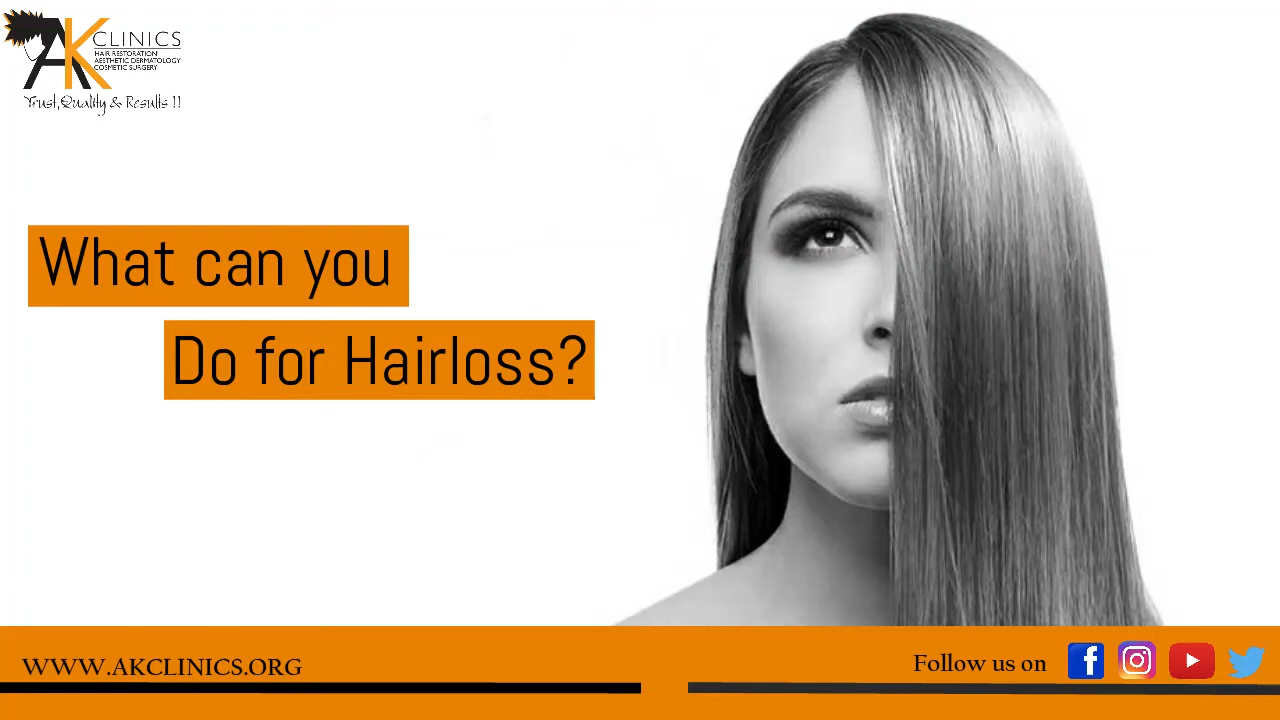 AK CLINICS
HAIR RESTORATION
AESTHETIC DERMATOLOGY
COSMETIC SURGERY
Trust,Quality & Results !!
What can you
Do for Hairloss?
WWW.AKCLINICS.ORG
Follow us on